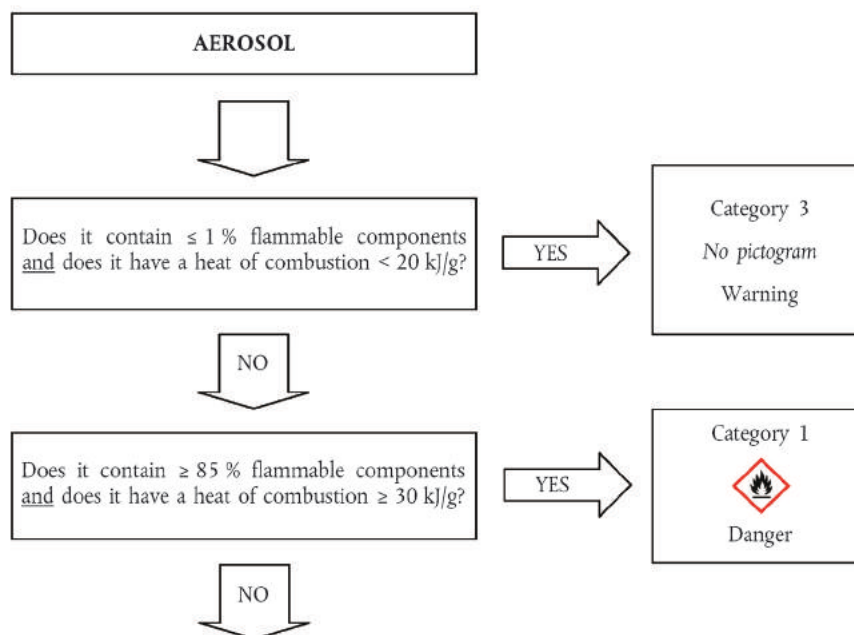 AEROSOL
Does it contain ≤ 1 % flammable components
and does it have a heat of combustion < 20 kJ/g?
YES
Category 3
No pictogram
Warning
NO
Does it contain ≥ 85 % flammable components
and does it have a heat of combustion ≥ 30 kJ/g?
YES
Category 1
Danger
NO